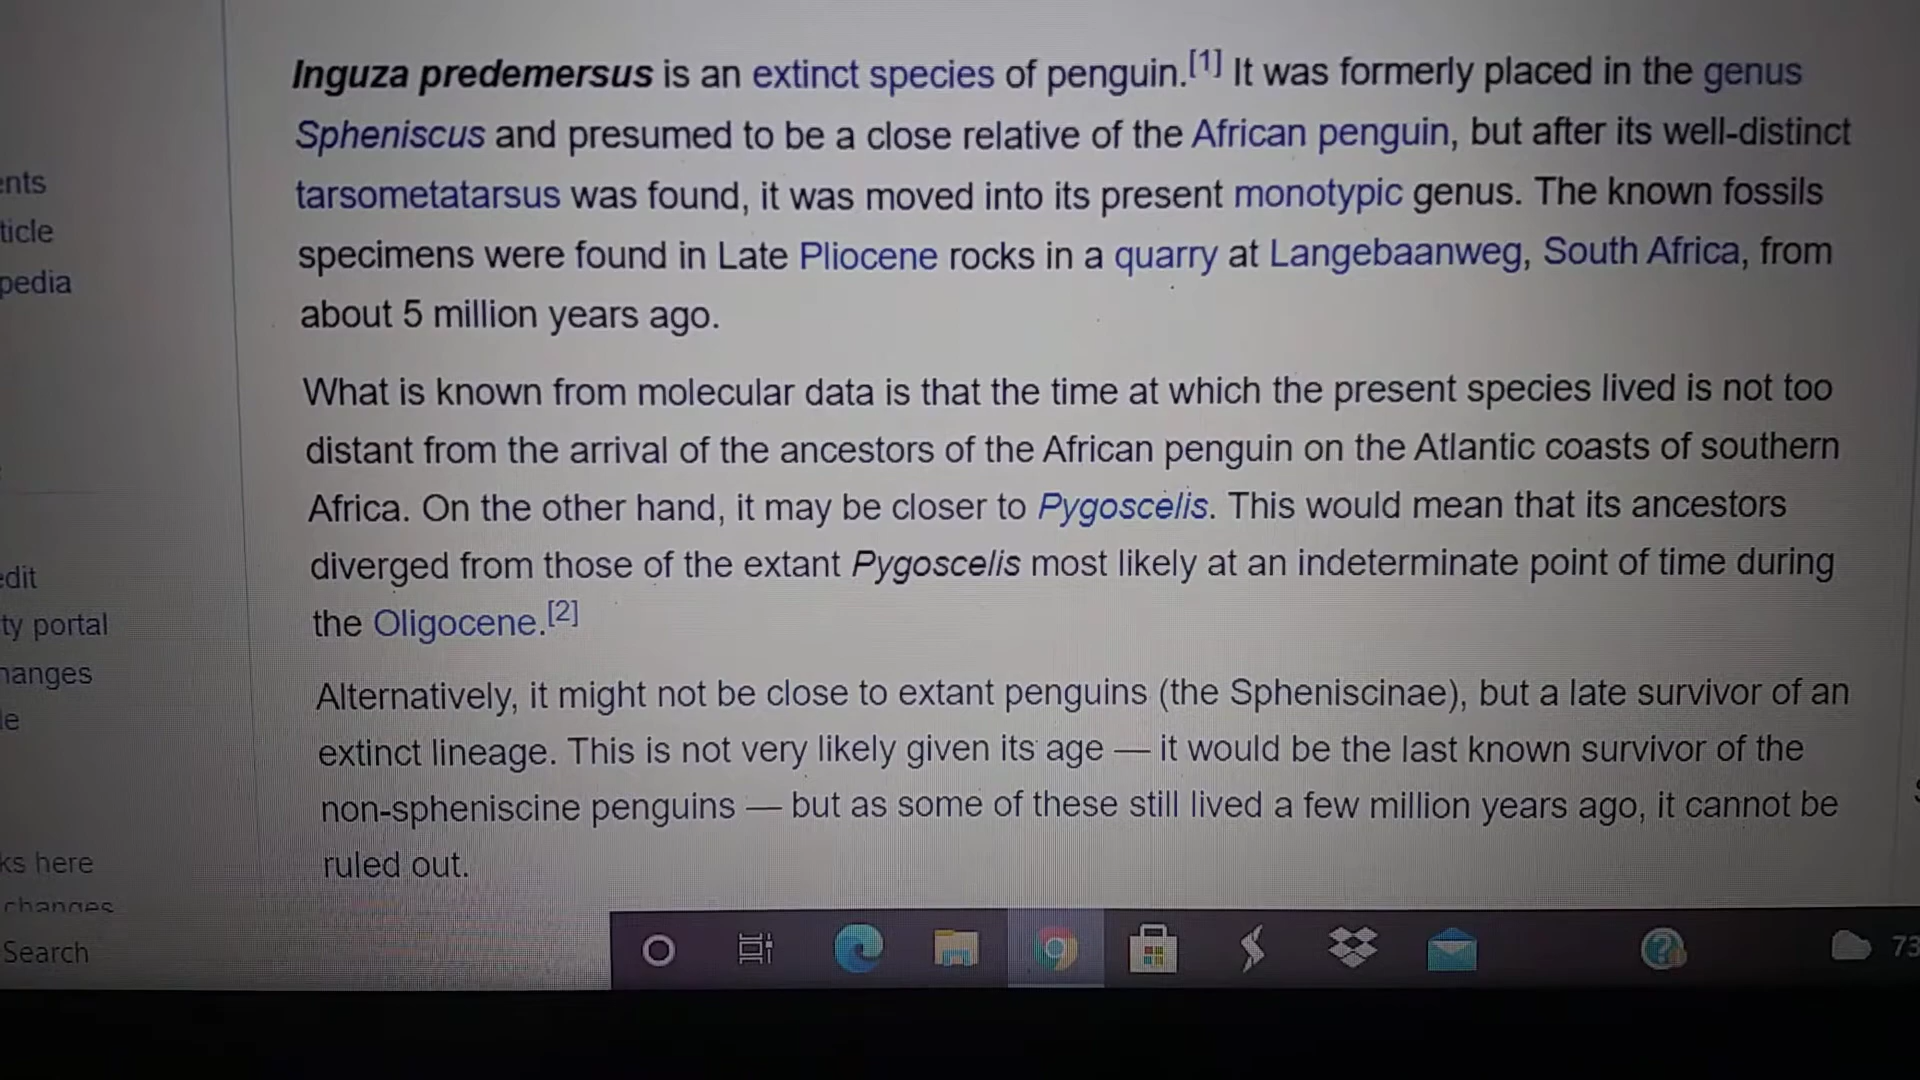 Inguza predemersus is an extinct species of penguin.[1] It was formerly placed in the genus
Spheniscus and presumed to be a close relative of the African penguin, but after its well-distinct
tarsometatarsus was found, it was moved into its present monotypic genus. The known fossils
specimens were found in Late Pliocene rocks in a quarry at Langebaanweg, South Africa, from
about 5 million years ago.
What is known from molecular data is that the time at which the present species lived is not too
distant from the arrival of the ancestors of the African penguin on the Atlantic coasts of southern
Africa. On the other hand, it may be closer to Pygoscelis. This would mean that its ancestors
diverged from those of the extant Pygoscelis most likely at an indeterminate point of time during
the Oligocene.[2]
Alternatively, it might not be close to extant penguins (the Spheniscinae), but a late survivor of an
extinct lineage. This is not very likely given its age — it would be the last known survivor of the
non-spheniscine penguins — but as some of these still lived a few million years ago, it cannot be
ruled out.
ents
ticle
pedia
edit
ty portal
hanges
le
ks here
changes
Search
73